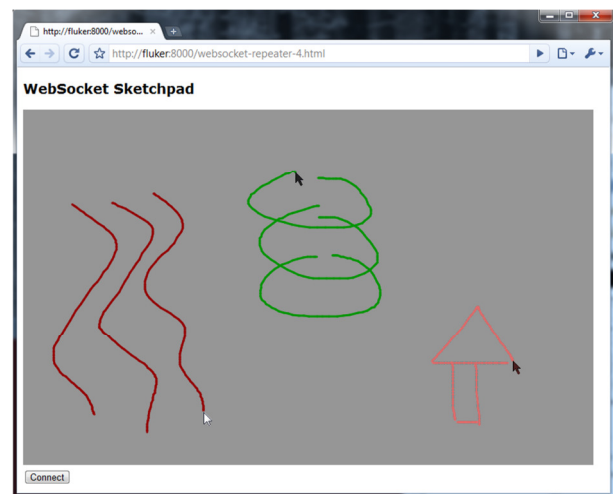 http://fluker:8000/webso...
http://fluker:8000/websocket-repeater-4.html
WebSocket Sketchpad
Connect